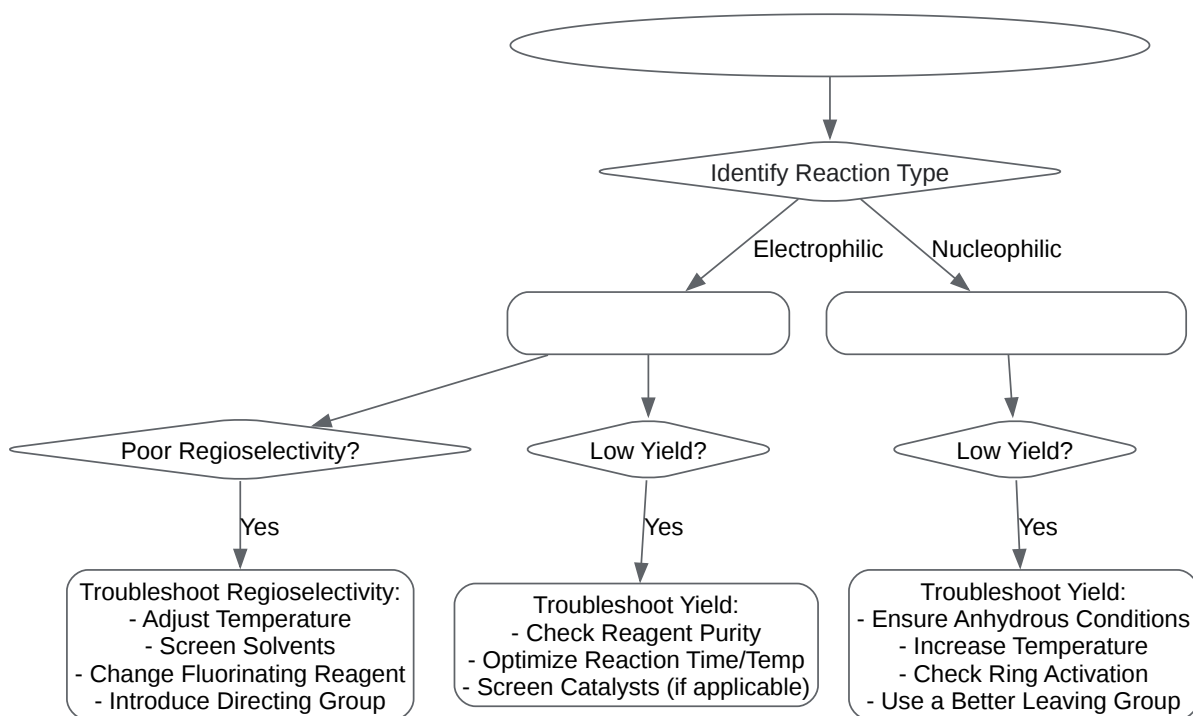 Identify Reaction Type
Electrophilic
Nucleophilic
Poor Regioselectivity?
Low Yield?
Low Yield?
Yes
Yes
Yes
Troubleshoot Regioselectivity:
- Adjust Temperature
- Screen Solvents
- Change Fluorinating Reagent
- Introduce Directing Group
Troubleshoot Yield:
- Check Reagent Purity
- Optimize Reaction Time/Temp
- Screen Catalysts (if applicable)
Troubleshoot Yield:
- Ensure Anhydrous Conditions
- Increase Temperature
- Check Ring Activation
- Use a Better Leaving Group